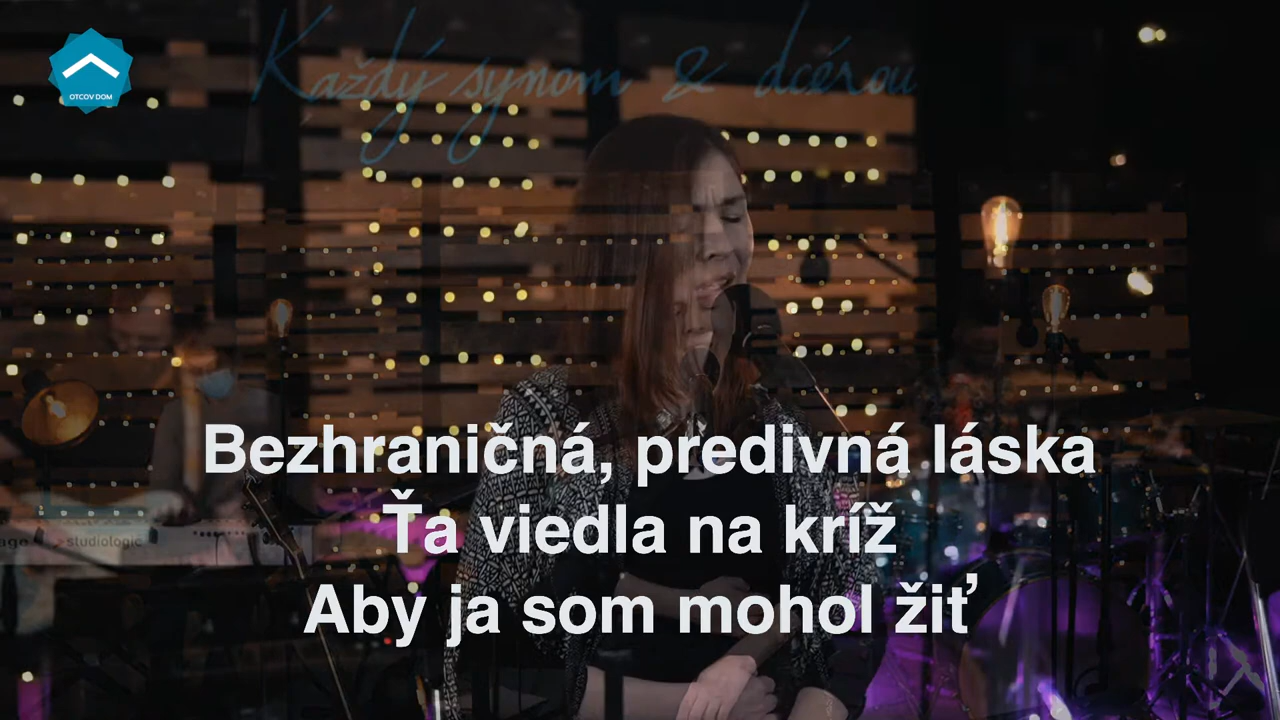 Každý synom & dcérou
OTCOV DOM
Bezhraničná, predivná láska
Ťa viedla na kríž
Aby ja som mohol žiť
studiologic